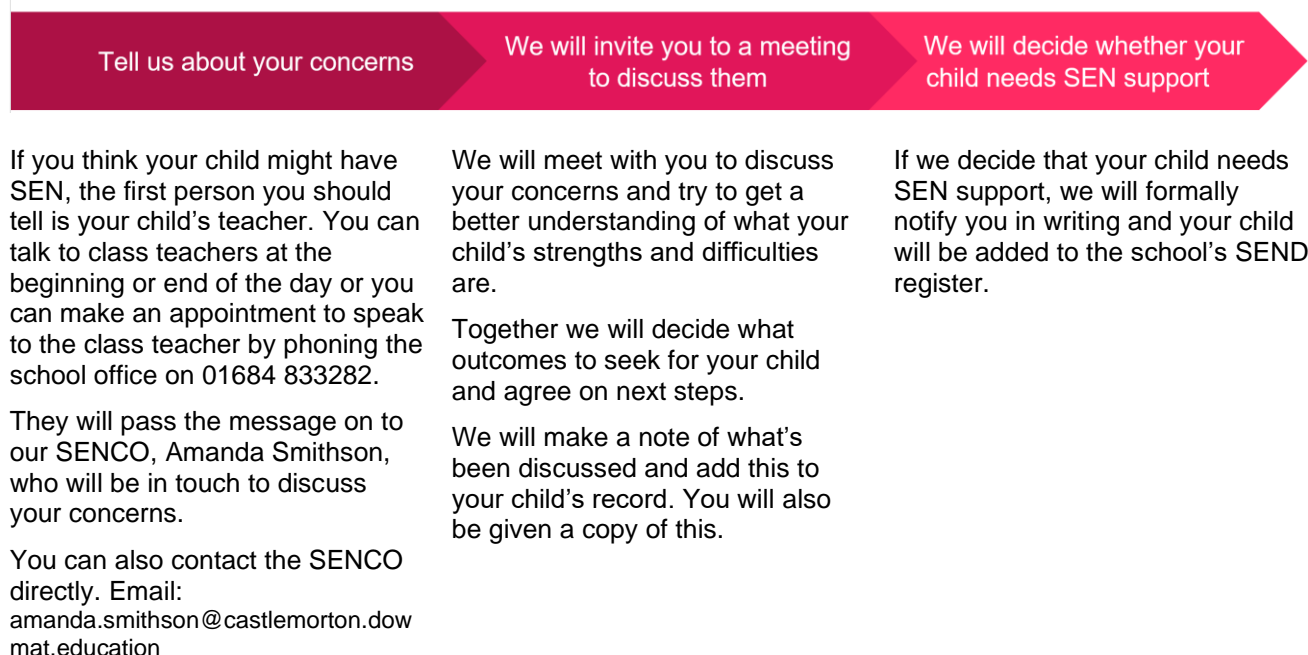 Tell us about your concerns
We will invite you to a meeting
to discuss them
We will decide whether your
child needs SEN support
If you think your child might have
SEN, the first person you should
tell is your child’s teacher. You can
talk to class teachers at the
beginning or end of the day or you
can make an appointment to speak
to the class teacher by phoning the
school office on 01684 833282.
They will pass the message on to
our SENCO, Amanda Smithson,
who will be in touch to discuss
your concerns.
You can also contact the SENCO
directly. Email:
amanda.smithson@castlemorton.dow
mat.education
We will meet with you to discuss
your concerns and try to get a
better understanding of what your
child’s strengths and difficulties
are.
Together we will decide what
outcomes to seek for your child
and agree on next steps.
We will make a note of what’s
been discussed and add this to
your child’s record. You will also
be given a copy of this.
If we decide that your child needs
SEN support, we will formally
notify you in writing and your child
will be added to the school’s SEND
register.